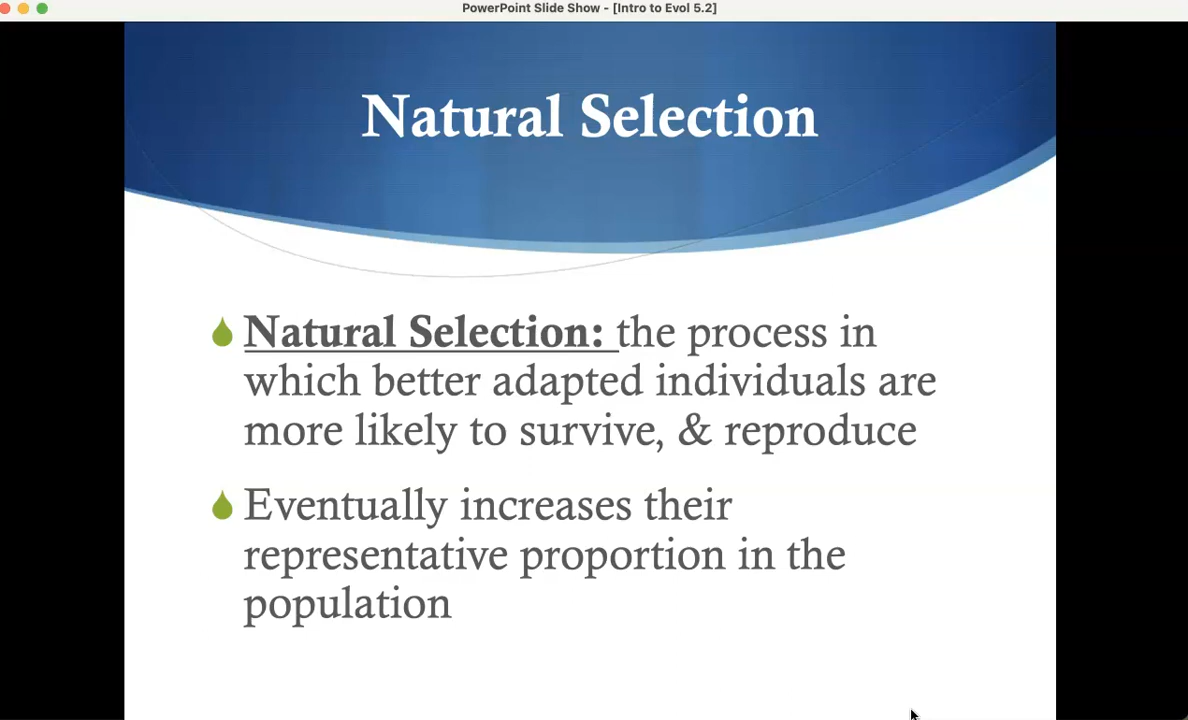 PowerPoint Slide Show - [Intro to Evol 5.2]
Natural Selection
Natural Selection: the process in
which better adapted individuals are
more likely to survive, & reproduce
Eventually increases their
representative proportion in the
population